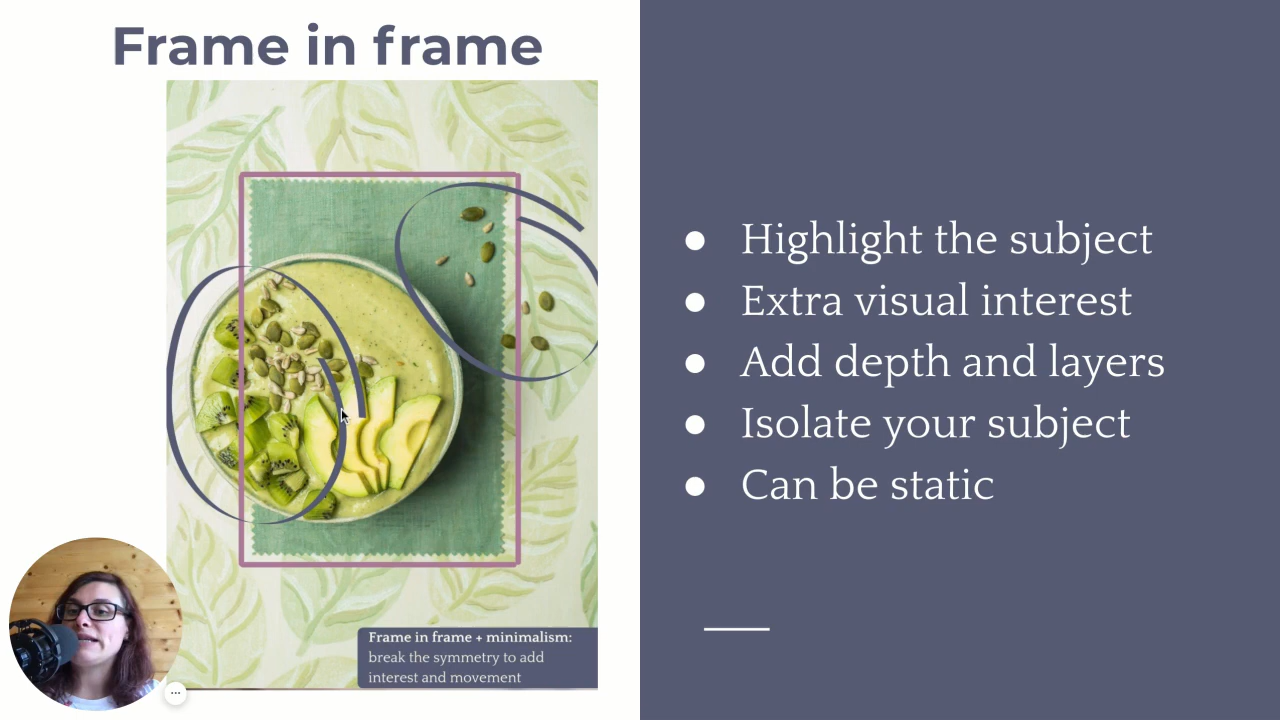 Frame in frame
Frame in frame + minimalism:
break the symmetry to add
interest and movement
● Highlight the subject
● Extra visual interest
● Add depth and layers
● Isolate your subject
● Can be static